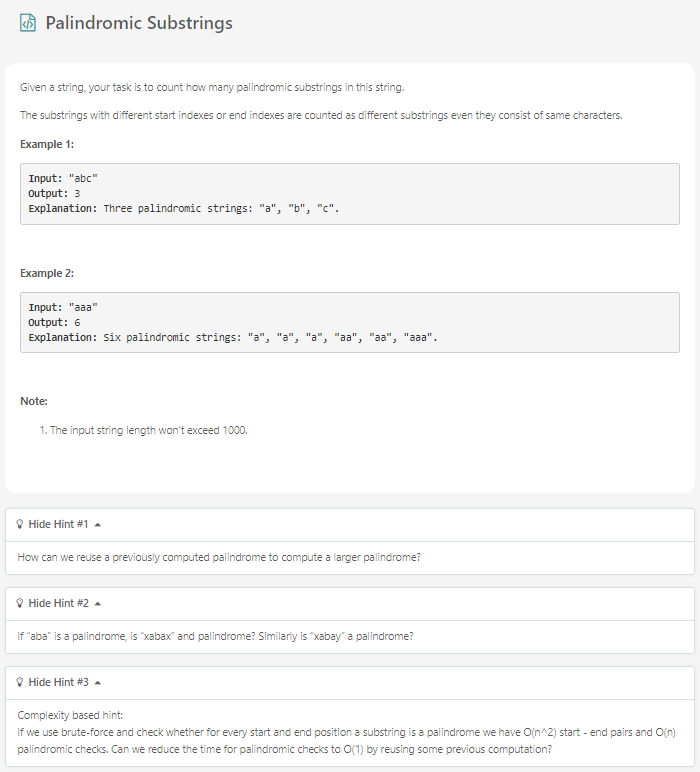 Palindromic Substrings
Given a string, your task is to count how many palindromic substrings in this string.
The substrings with different start indexes or end indexes are counted as different substrings even they consist of same characters.
Example 1:
Input: "abc"
Output: 3
Explanation: Three palindromic strings: "a", "b", "c".
Example 2:
Input: "aaa"
Output: 6
Explanation: Six palindromic strings: "a", "a", "a", "aa", "aa", "aaa".
Note:
1. The input string length won't exceed 1000.
Hide Hint #1
How can we reuse a previously computed palindrome to compute a larger palindrome?
Hide Hint #2
If "aba" is a palindrome, is "xabax" and palindrome? Similarly is "xabay" a palindrome?
Hide Hint #3
Complexity based hint:
If we use brute-force and check whether for every start and end position a substring is a palindrome we have O(n^2) start - end pairs and O(n)
palindromic checks. Can we reduce the time for palindromic checks to O(1) by reusing some previous computation?